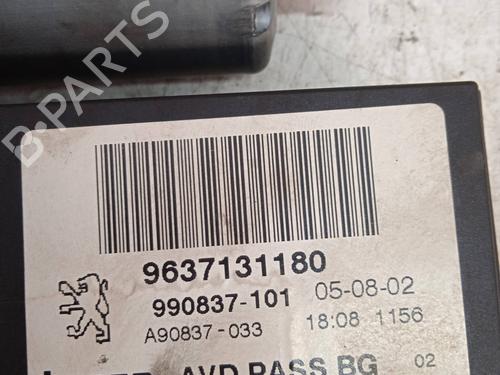 B-PARTS
9637131180
990837-101 05-08-02
A90837-033 18:08 1156
AVD PASS BG 02